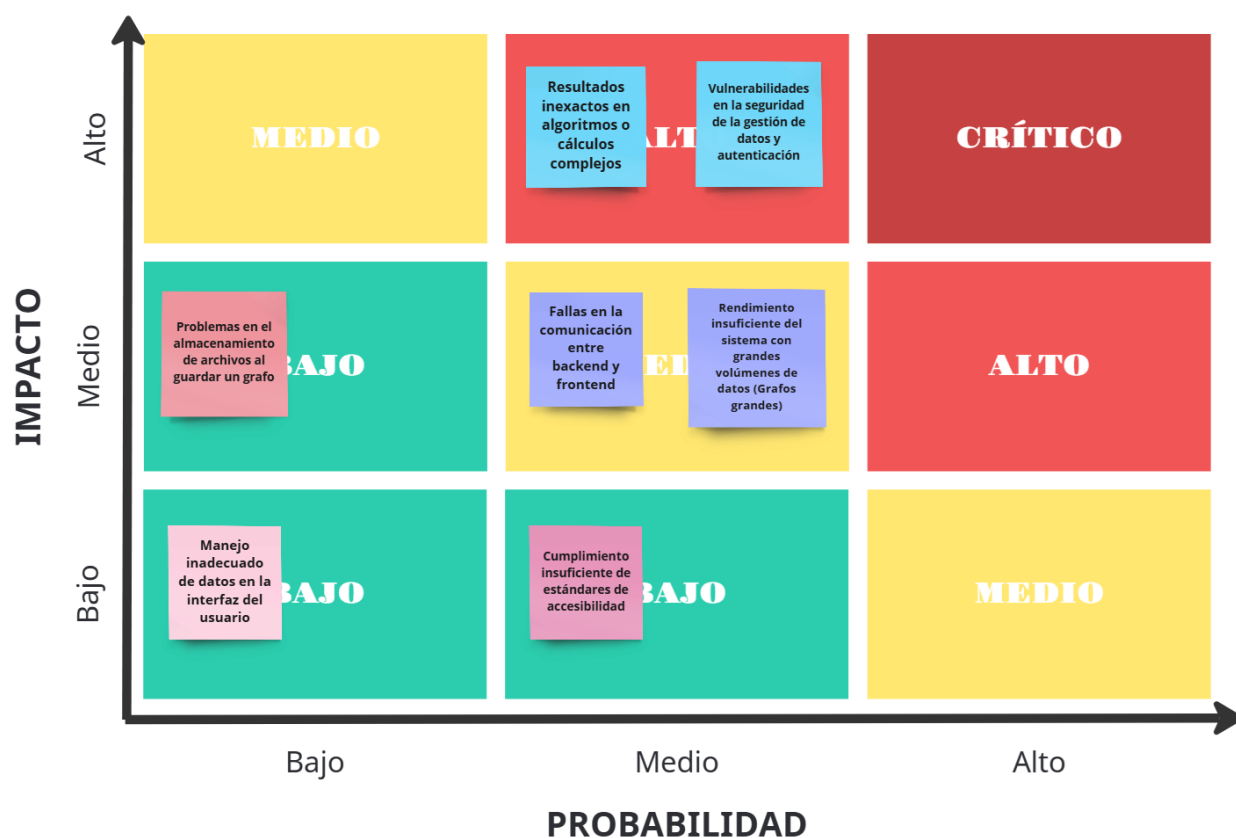 IMPACTO
Alto
Medio
Bajo
MEDIO
Resultados
inexactos en
algoritmos o
cálculos
complejos
Vulnerabilidades
en la seguridad
de la gestión de
datos y
autenticación
CRÍTICO
Problemas en el
almacenamiento
de archivos al
guardar un grafo
BAJO
Fallas en la
comunicación
entre
backend y
frontend
Rendimiento
insuficiente del
sistema con
grandes
volúmenes de
datos (Grafos
grandes)
ALTO
Manejo
inadecuado
de datos en la
interfaz del
usuario
BAJO
Cumplimiento
insuficiente de
estándares de
accesibilidad
BAJO
MEDIO
Bajo
Medio
Alto
PROBABILIDAD